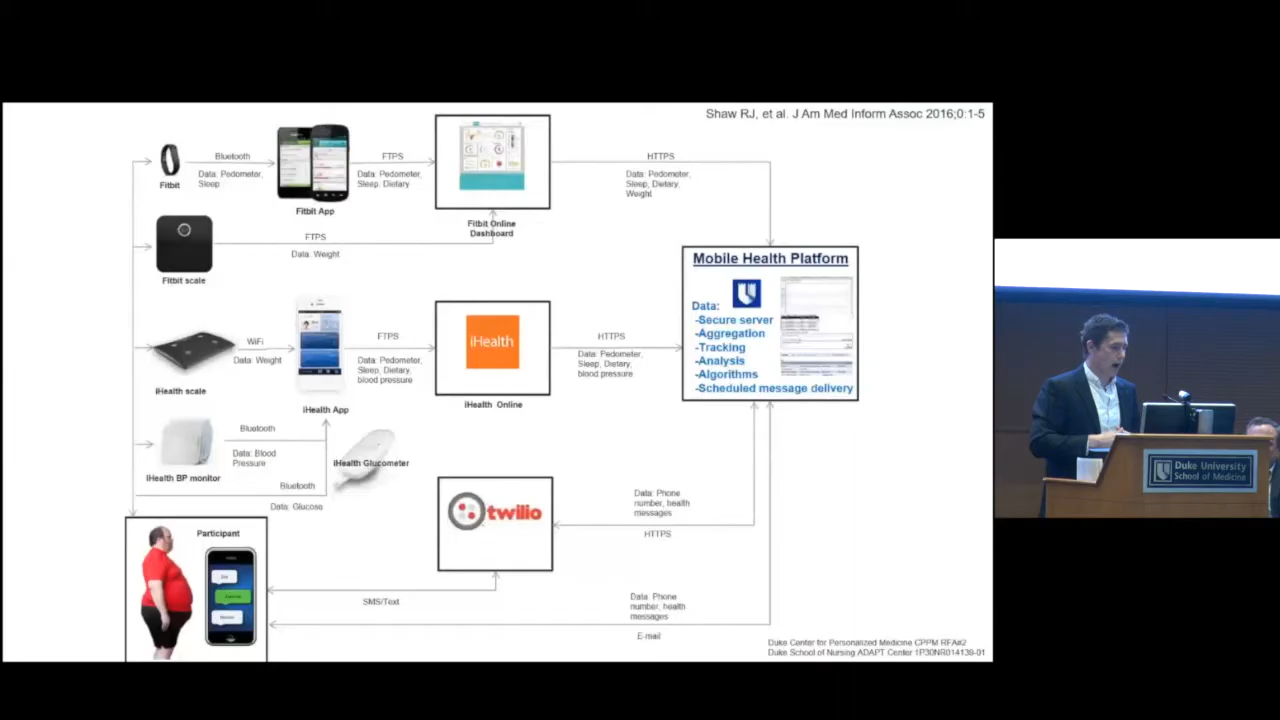 Shaw RJ, et al. J Am Med Inform Assoc 2016;0:1-5
Fitbit
Bluetooth
Data: Pedometer,
Sleep
Fitbit App
FTPS
Data: Pedometer,
Sleep, Dietary
Fitbit Online
Dashboard
HTTPS
Data: Pedometer,
Sleep, Dietary,
Weight
Fitbit scale
FTPS
Data: Weight
iHealth scale
WiFi
Data: Weight
iHealth App
FTPS
Data: Pedometer,
Sleep, Dietary,
blood pressure
iHealth
iHealth Online
HTTPS
Data: Pedometer,
Sleep, Dietary,
blood pressure
Mobile Health Platform
Data:
-Secure server
-Aggregation
-Tracking
-Analysis
-Algorithms
-Scheduled message delivery
iHealth BP monitor
Bluetooth
Data: Blood
Pressure
iHealth Glucometer
Bluetooth
Data: Glucose
Participant
twilio
Data: Phone
number, health
messages
HTTPS
SMS/Text
Data: Phone
number, health
messages
E-mail
Duke Center for Personalized Medicine CPPM RFA#2
Duke School of Nursing ADAPT Center 1P30NR014139-01
Duke University
School of Medicine